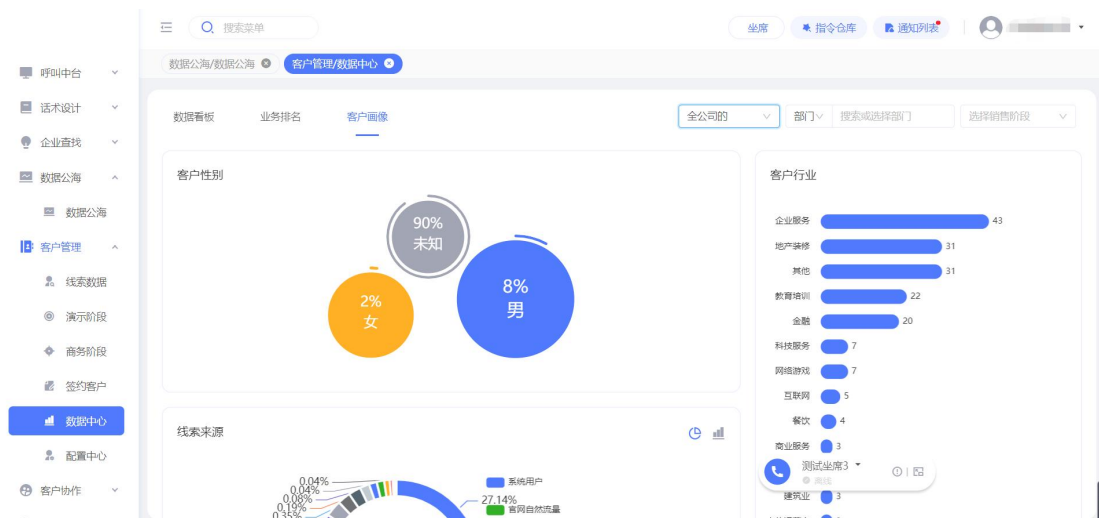 搜索菜单
坐席
指令仓库
通知列表
数据公海/数据公海
客户管理/数据中心
呼叫中台
话术设计
企业查找
数据公海
数据公海
客户管理
线索数据
演示阶段
商务阶段
签约客户
数据中心
配置中心
客户协作
数据看板
业务排名
客户画像
全公司的
部门
搜索或选择部门
选择销售阶段
客户性别
90%
未知
8%
男
2%
女
线索来源
0.04%
0.04%
0.08%
0.19%
0.35%
27.14%
系统用户
官网自然流量
客户行业
企业服务 43
地产装修 31
其他 31
教育培训 22
金融 20
科技服务 7
网络游戏 7
互联网 5
餐饮 4
商业服务 3
测试坐席3
离线
建筑业 3